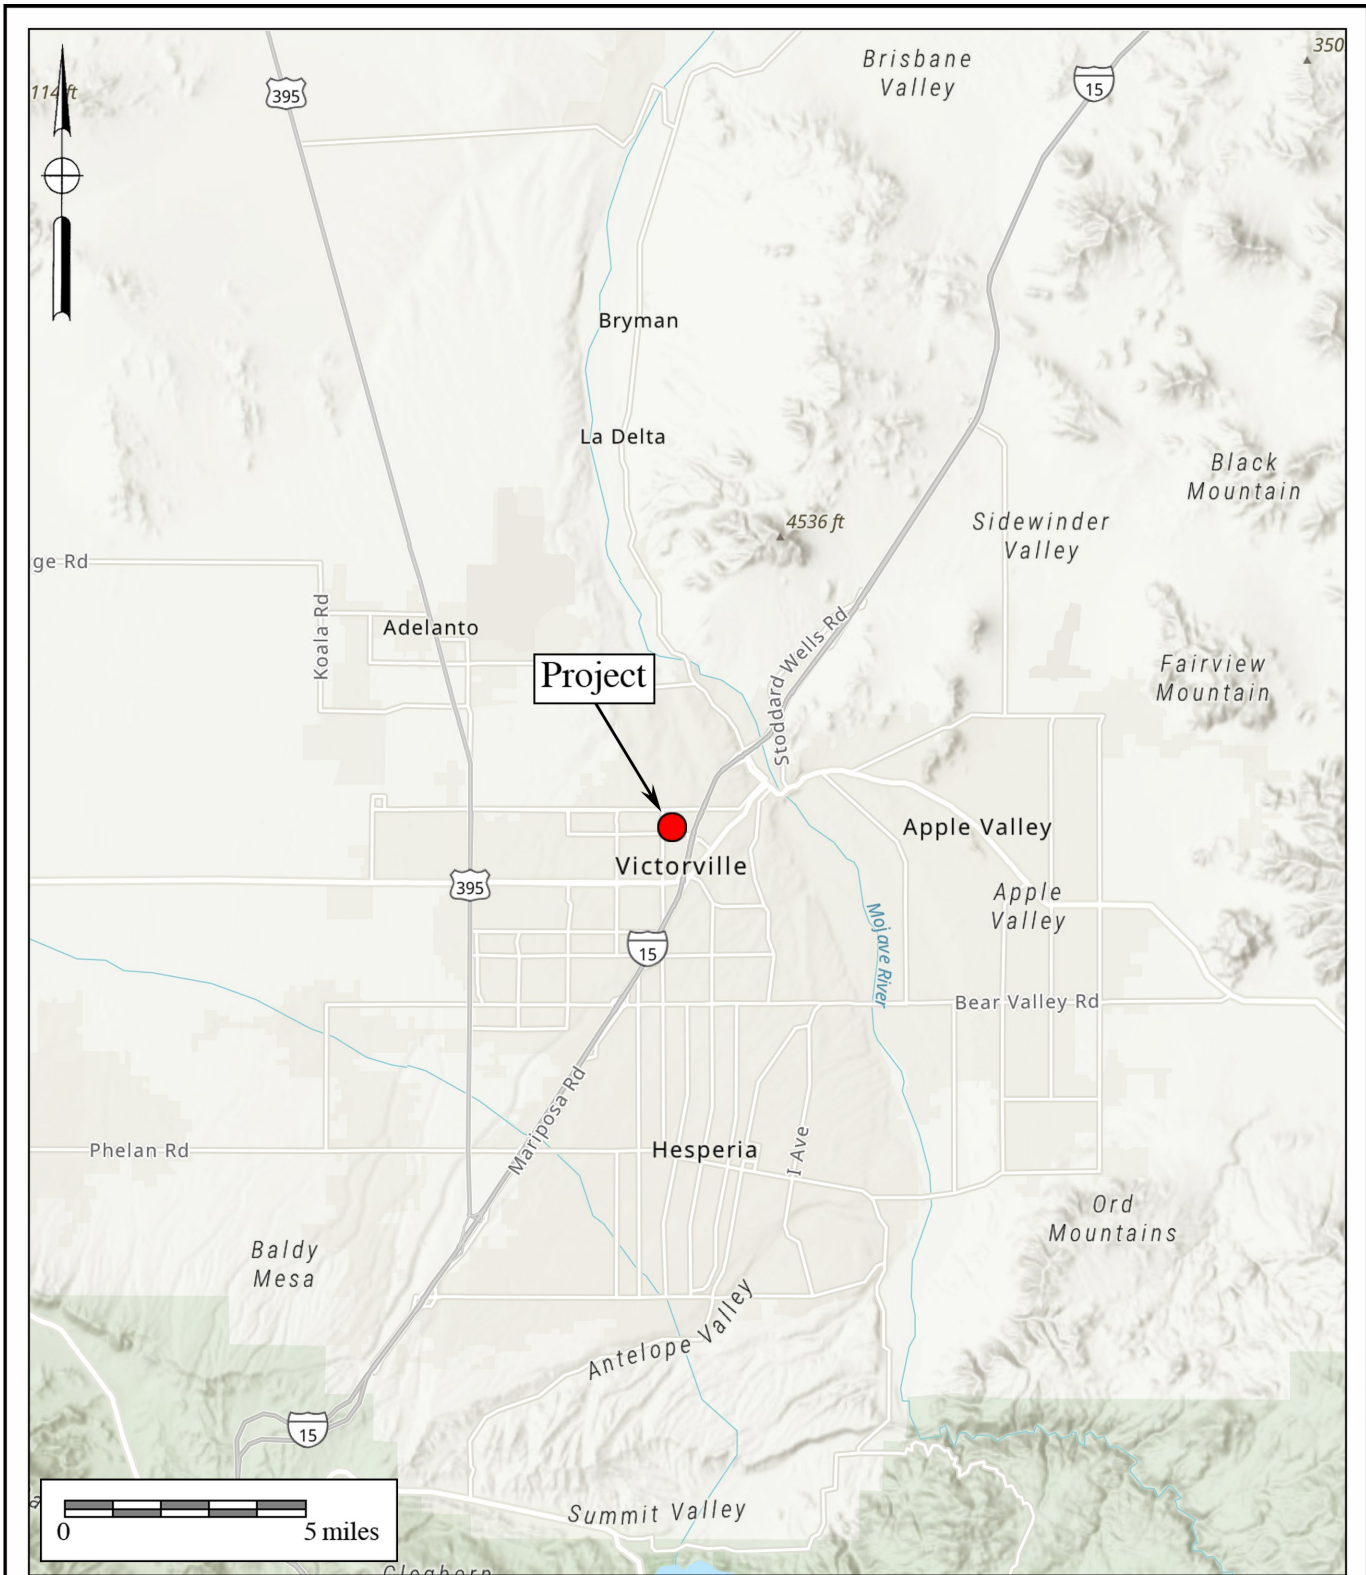 350
Brisbane
Valley
395
15
114 ft
Bryman
La Delta
Black
Mountain
4536 ft
Sidewinder
Valley
ge Rd
Koala Rd
Adelanto
Stoddard Wells Rd
Fairview
Mountain
Project
Apple Valley
Victorville
395
Apple
Valley
Mojave River
15
Bear Valley Rd
Mariposa Rd
Phelan Rd
Hesperia
I Ave
Ord
Mountains
Baldy
Mesa
Antelope Valley
15
Summit Valley
0
5 miles
Cleghorn